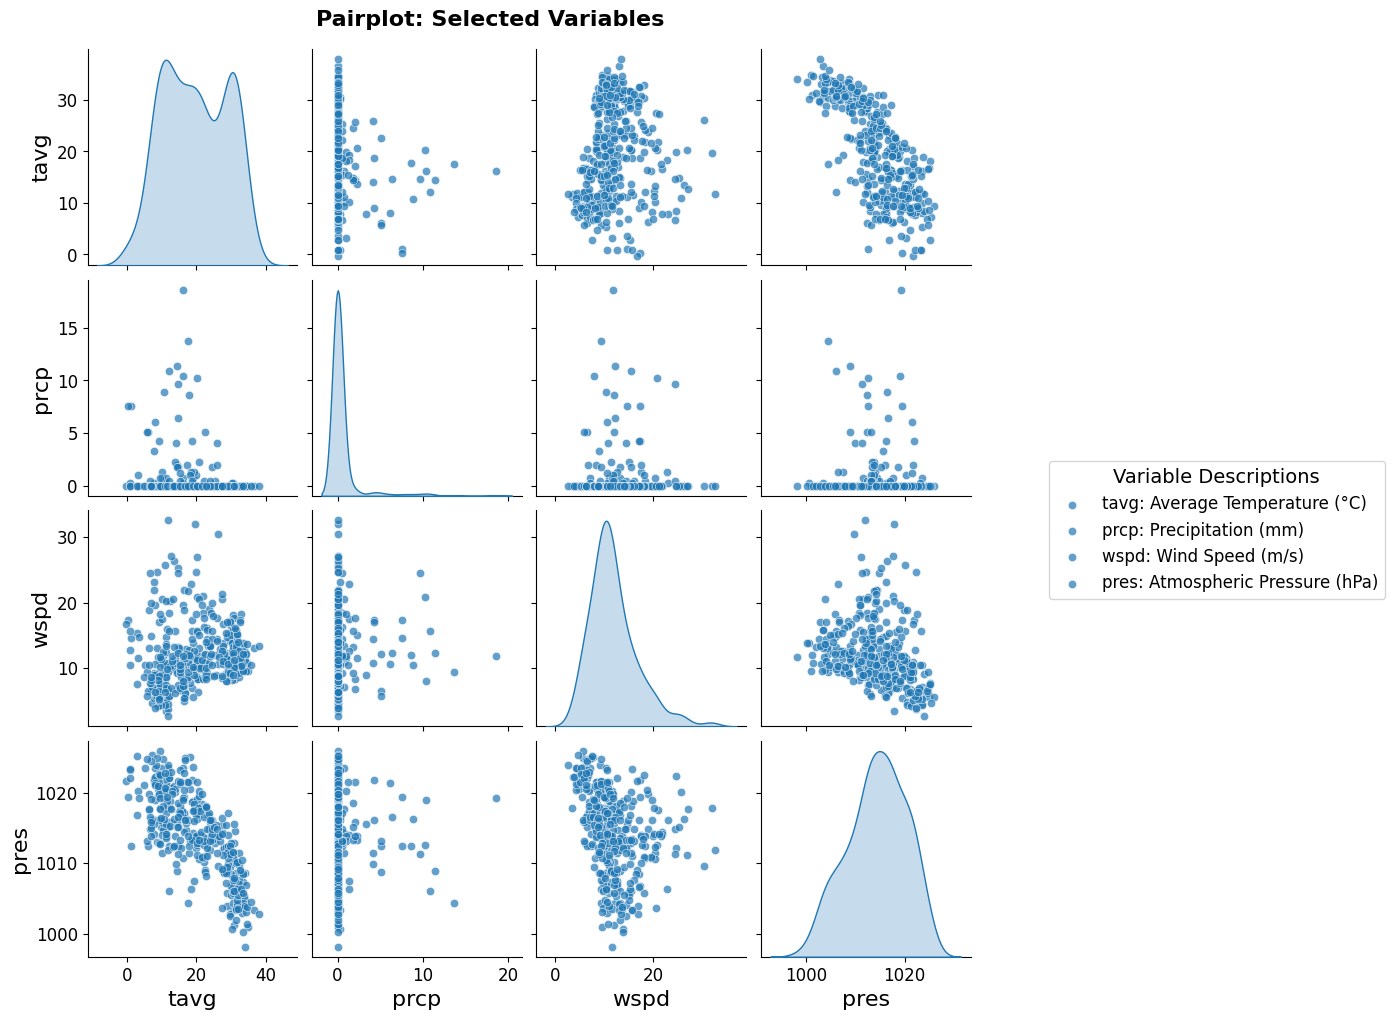 Pairplot: Selected Variables
tavg
30
20
10
0
prcp
15
10
5
0
wspd
30
20
10
pres
1020
1010
1000
0 20 40
0 10 20
0 20
1000 1020
tavg prcp wspd pres
Variable Descriptions
tavg: Average Temperature (°C)
prcp: Precipitation (mm)
wspd: Wind Speed (m/s)
pres: Atmospheric Pressure (hPa)